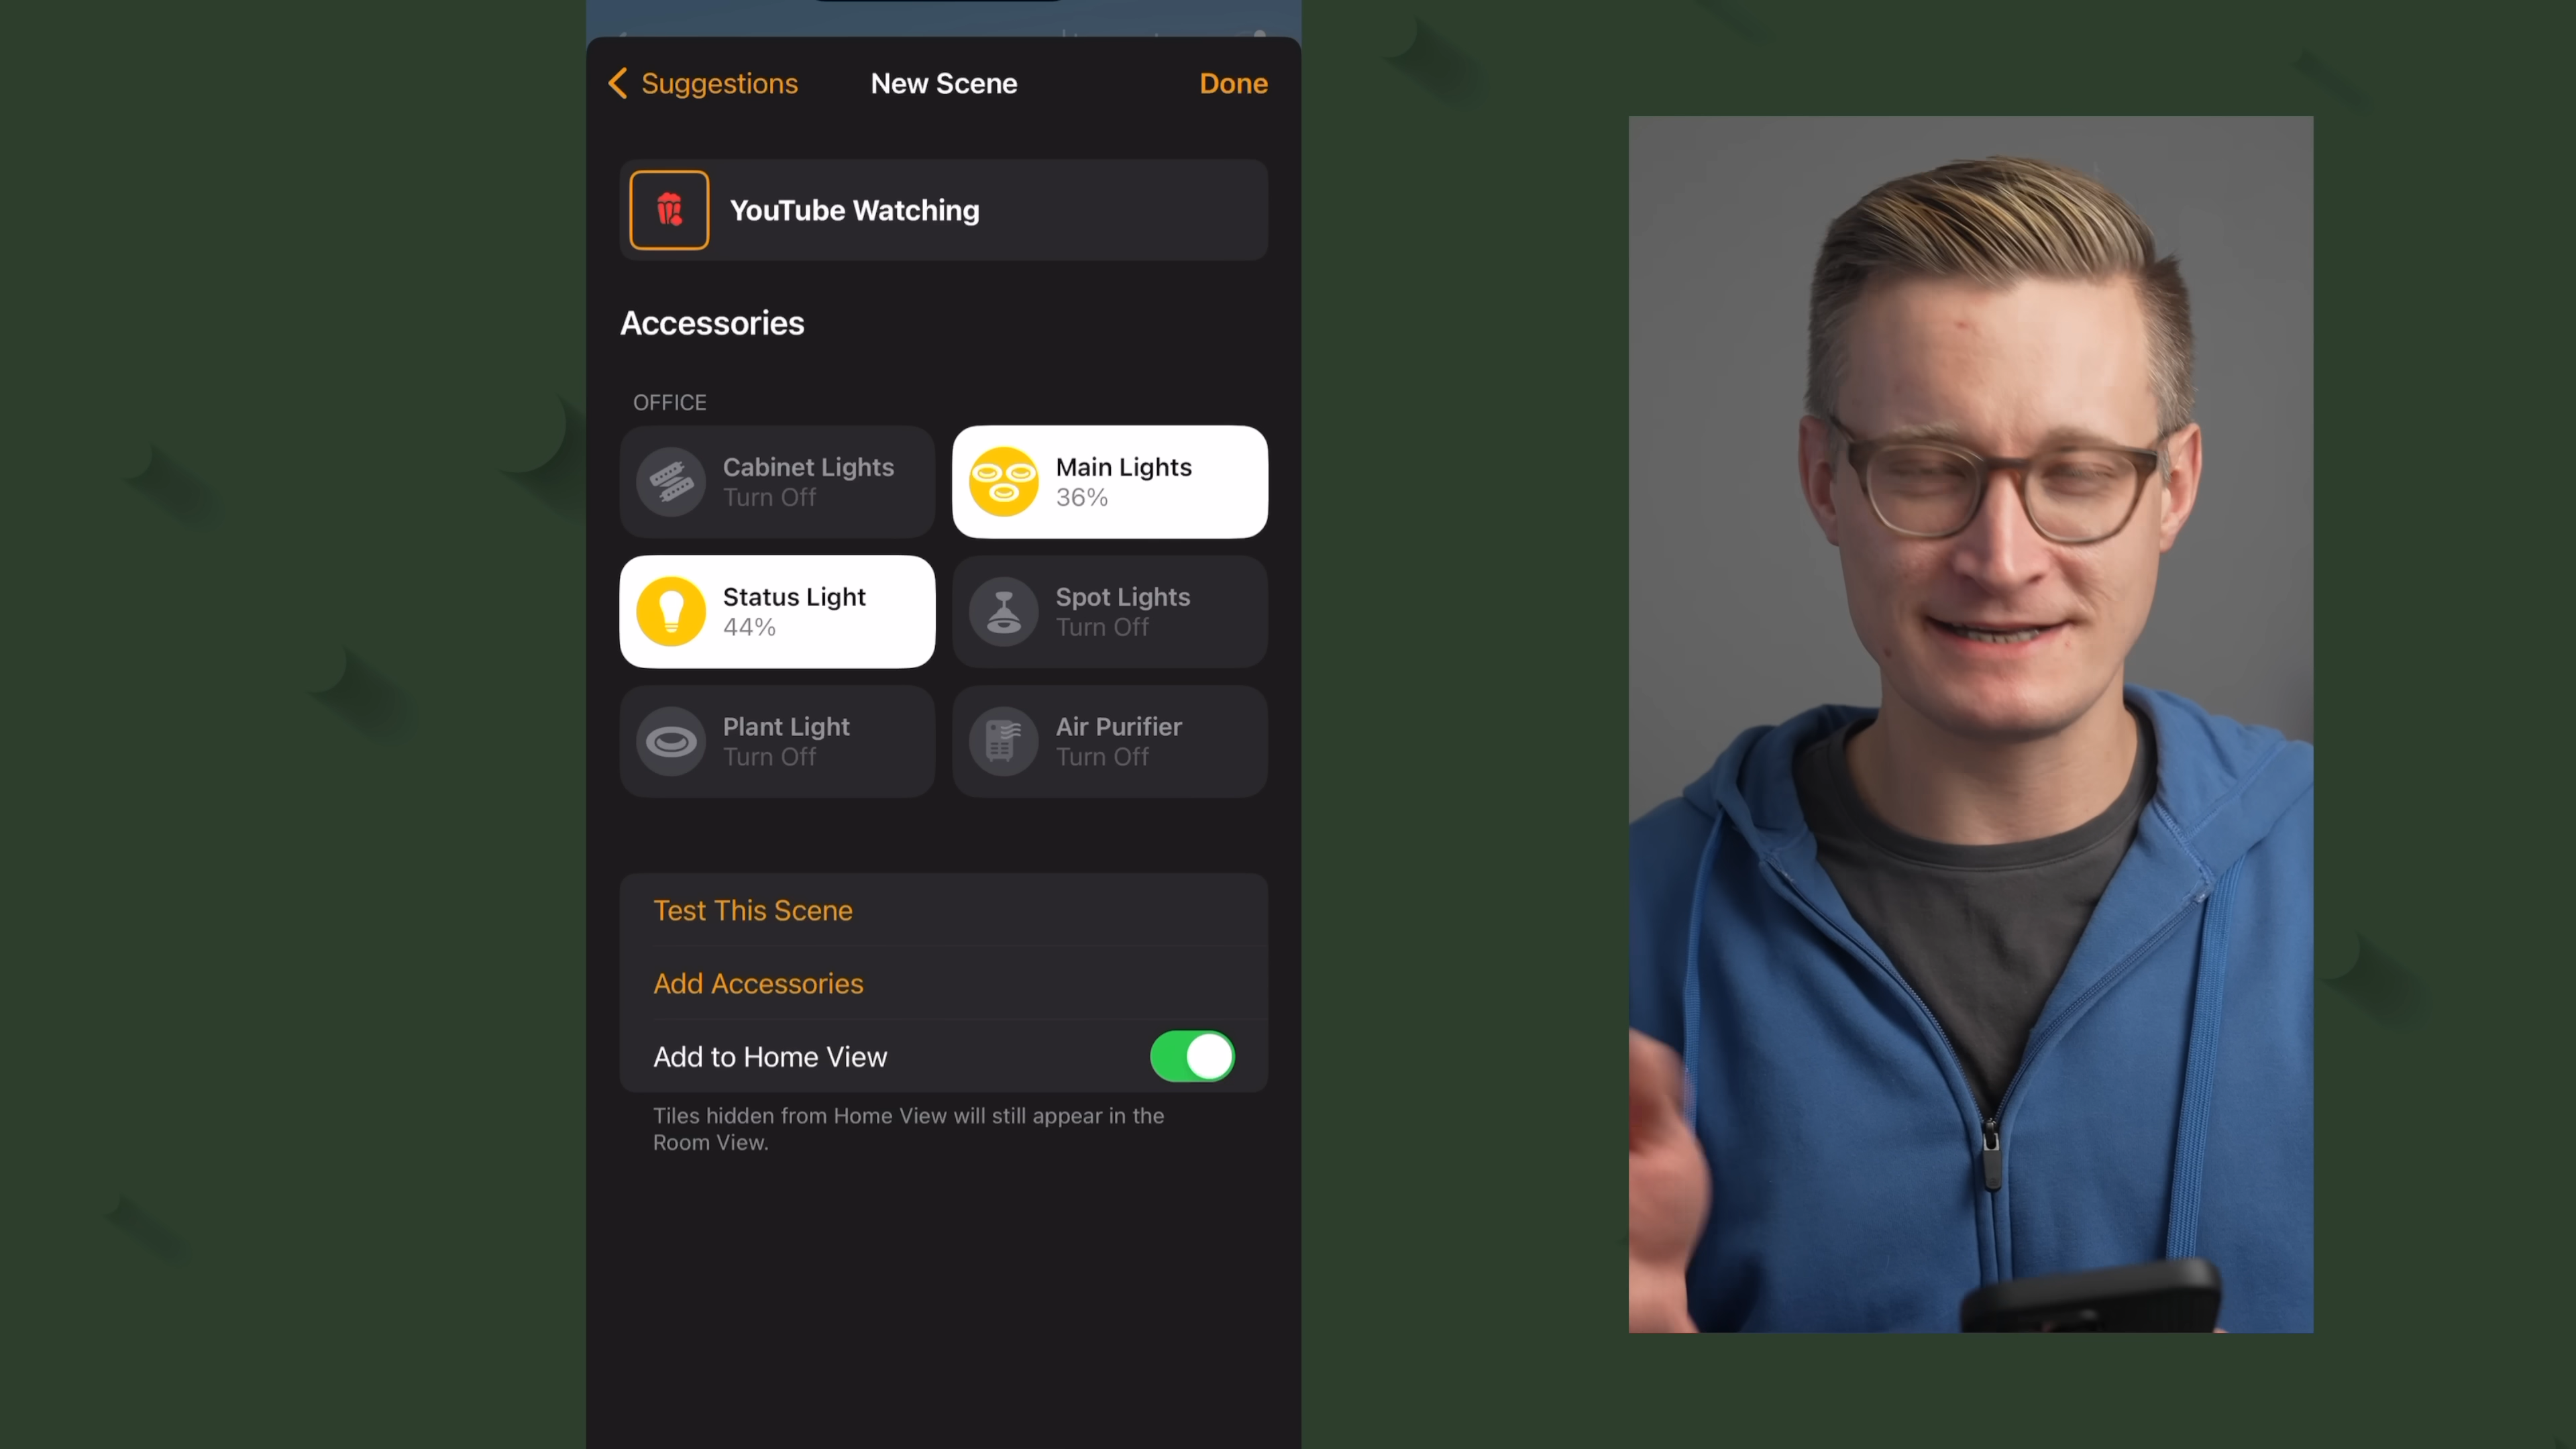 Suggestions
New Scene
Done
YouTube Watching
Accessories
OFFICE
Cabinet Lights
Turn Off
Main Lights
36%
Status Light
44%
Spot Lights
Turn Off
Plant Light
Turn Off
Air Purifier
Turn Off
Test This Scene
Add Accessories
Add to Home View
Tiles hidden from Home View will still appear in the
Room View.